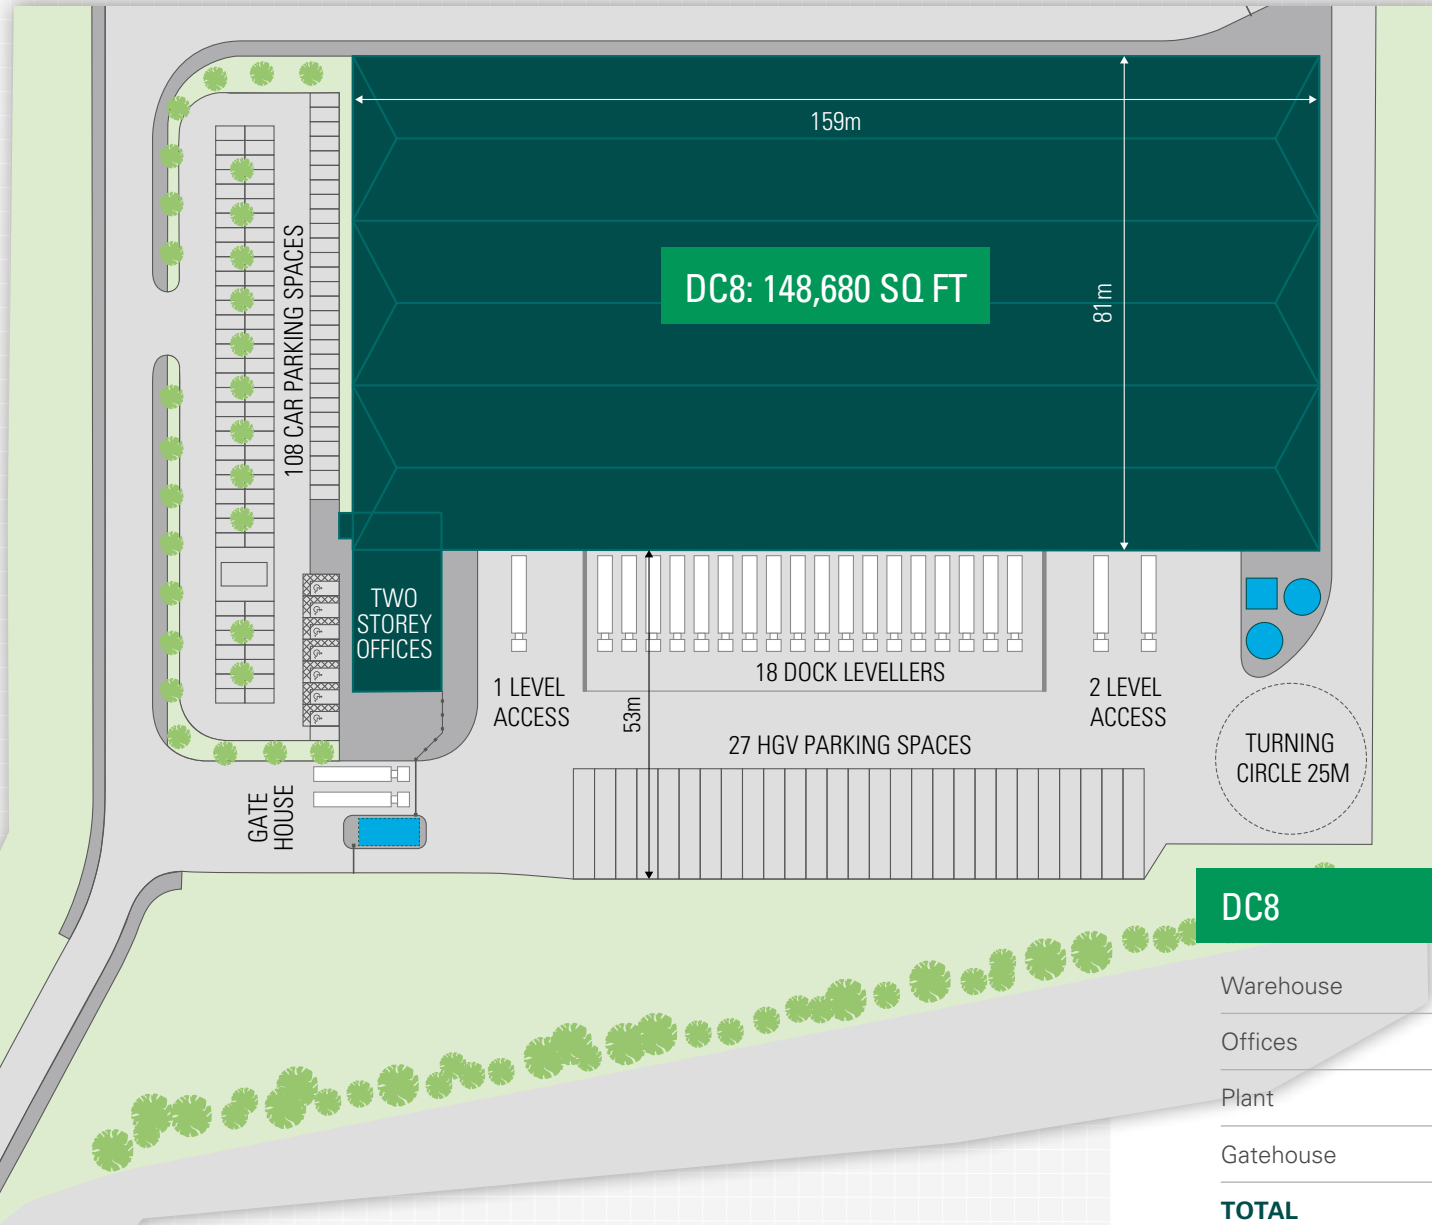 159m
81m
DC8: 148,680 SQ FT
108 CAR PARKING SPACES
TWO
STOREY
OFFICES
1 LEVEL
ACCESS
18 DOCK LEVELLERS
2 LEVEL
ACCESS
53m
27 HGV PARKING SPACES
TURNING
CIRCLE 25M
GATE
HOUSE
DC8
Warehouse
Offices
Plant
Gatehouse
TOTAL